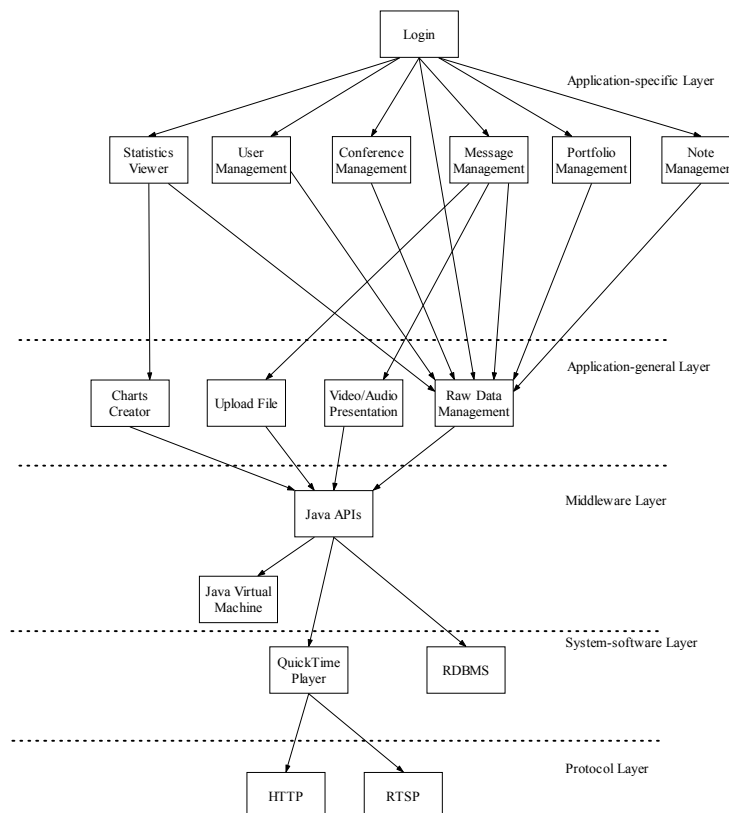 Login
Application-specific Layer
Statistics
Viewer
User
Management
Conference
Management
Message
Management
Portfolio
Management
Note
Management
Application-general Layer
Charts
Creator
Upload File
Video/Audio
Presentation
Raw Data
Management
Middleware Layer
Java APIs
Java Virtual
Machine
System-software Layer
QuickTime
Player
RDBMS
Protocol Layer
HTTP
RTSP